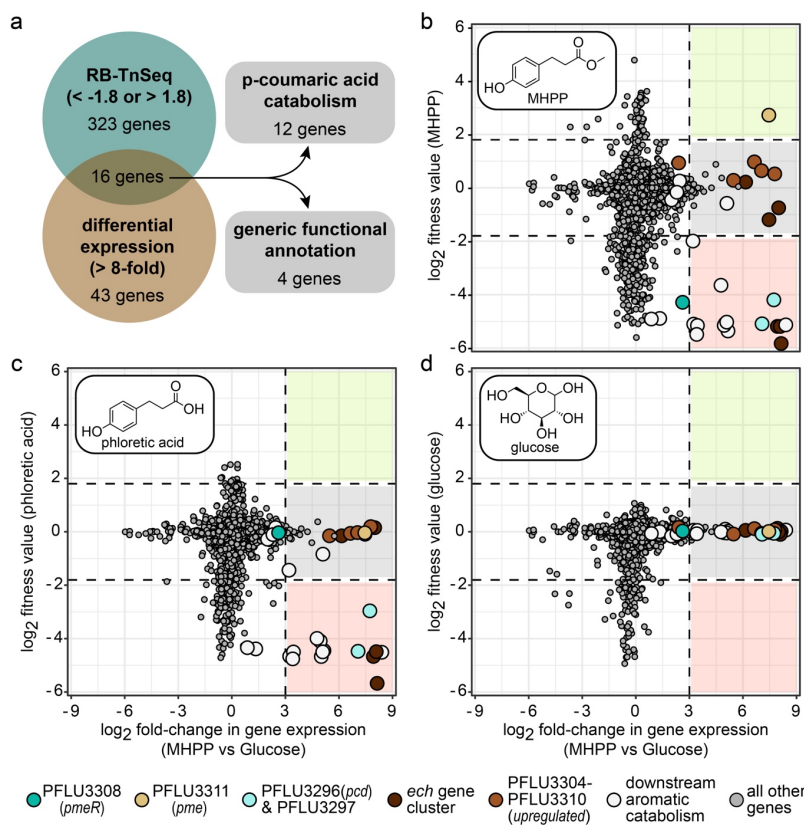 a
RB-TnSeq
(< -1.8 or > 1.8)
323 genes
16 genes
differential
expression
(> 8-fold)
43 genes
p-coumaric acid
catabolism
12 genes
generic functional
annotation
4 genes
b
log2 fitness value (MHPP)
6
4
2
0
-2
-4
-6
O
O
HO
MHPP
c
log2 fitness value (phloretic acid)
6
4
2
0
-2
-4
-6
O
OH
HO
phloretic acid
-9
-6
-3
0
3
6
9
log2 fold-change in gene expression
(MHPP vs Glucose)
d
log2 fitness value (glucose)
6
4
2
0
-2
-4
-6
HO
O
OH
HO
OH
OH
glucose
-9
-6
-3
0
3
6
9
log2 fold-change in gene expression
(MHPP vs Glucose)
PFLU3308
(pmeR)
PFLU3311
(pme)
PFLU3296(pcd)
& PFLU3297
ech gene
cluster
PFLU3304-
PFLU3310
(upregulated)
downstream
aromatic
catabolism
all other
genes